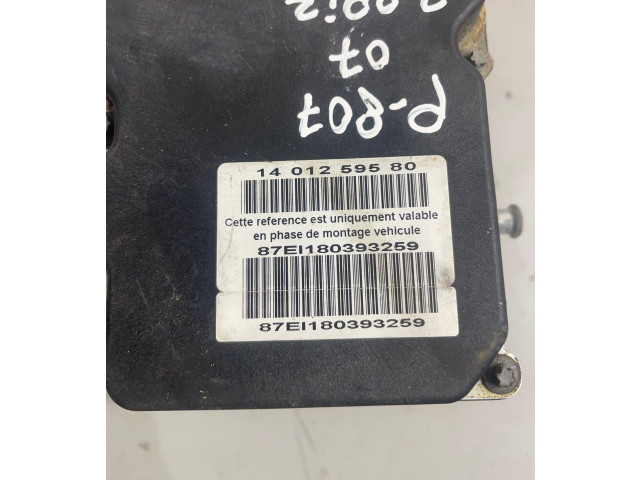 07
P-807
14 012 595 80
Cette reference est uniquement valable
en phase de montage vehicule
87EI180393259
87EI180393259